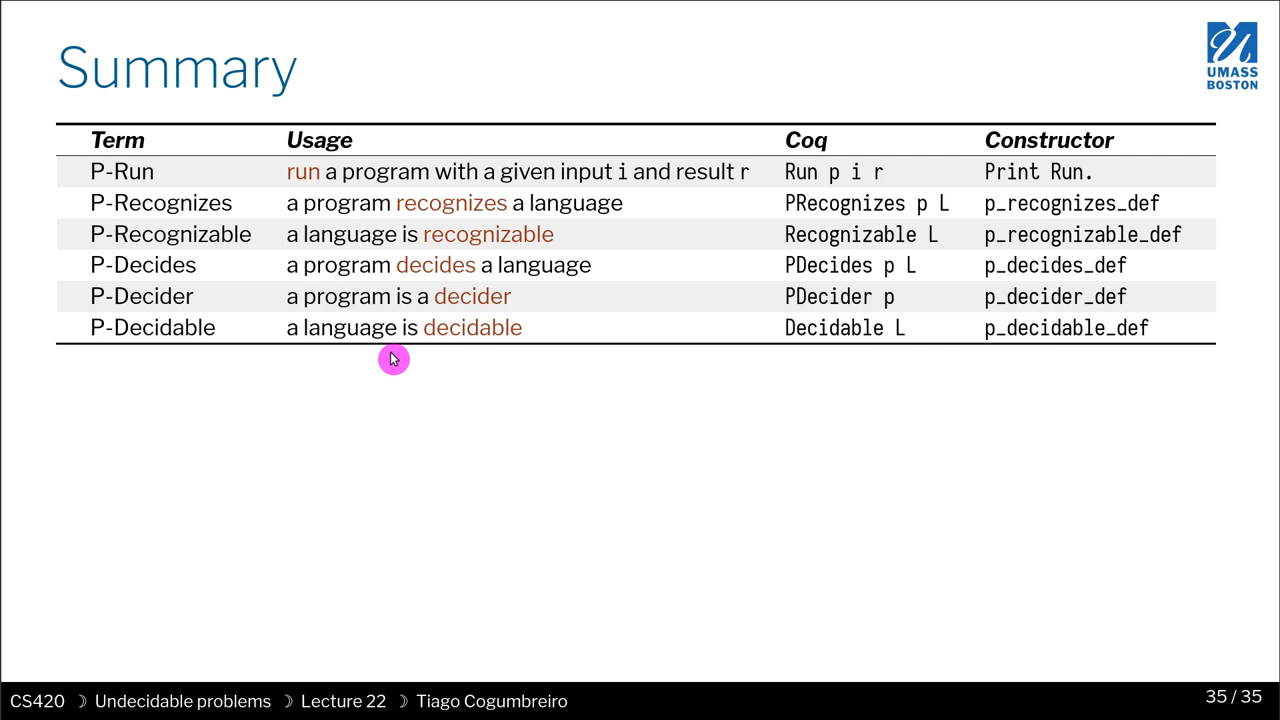 Summary
UMASS
BOSTON
Term Usage Coq Constructor
P-Run run a program with a given input i and result r Run p i r Print Run.
P-Recognizes a program recognizes a language PRecognizes p L p_recognizes_def
P-Recognizable a language is recognizable Recognizable L p_recognizable_def
P-Decides a program decides a language PDecides p L p_decides_def
P-Decider a program is a decider PDecider p p_decider_def
P-Decidable a language is decidable Decidable L p_decidable_def
CS420 ☽ Undecidable problems ☽ Lecture 22 ☽ Tiago Cogumbreiro 35 / 35